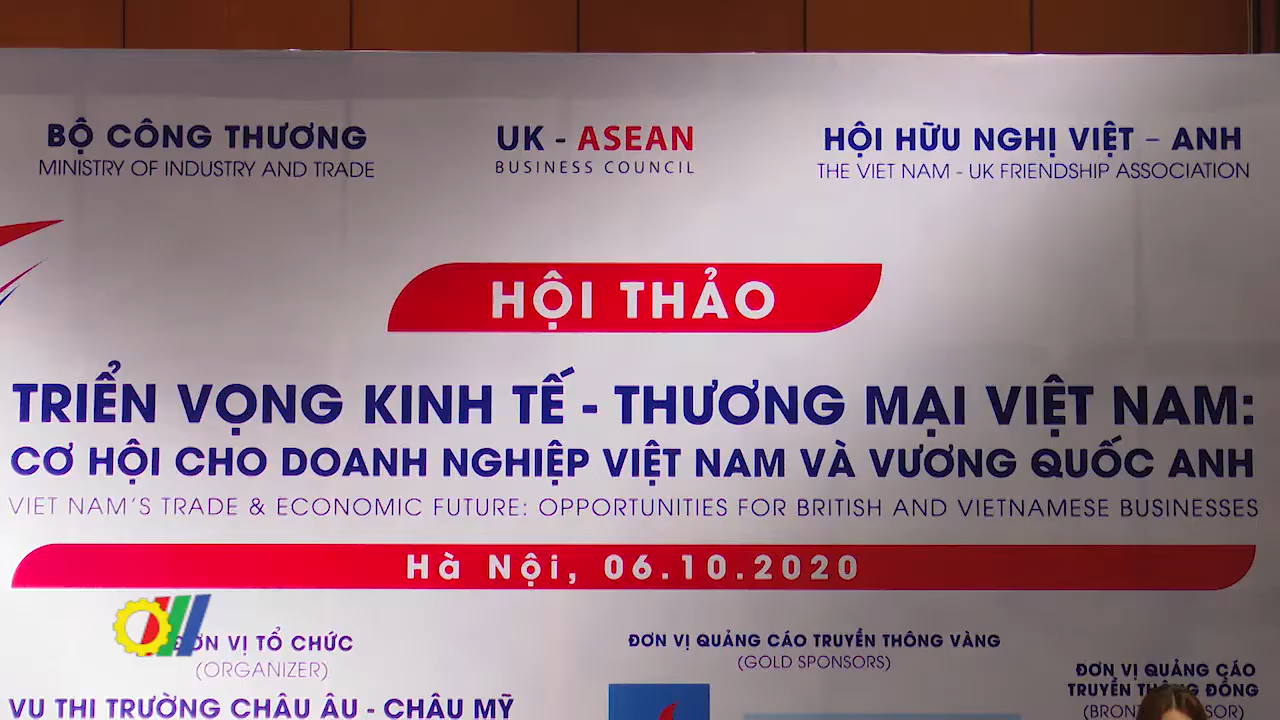 BỘ CÔNG THƯƠNG
MINISTRY OF INDUSTRY AND TRADE
UK - ASEAN
BUSINESS COUNCIL
HỘI HỮU NGHỊ VIỆT – ANH
THE VIET NAM - UK FRIENDSHIP ASSOCIATION
HỘI THẢO
TRIỂN VỌNG KINH TẾ - THƯƠNG MẠI VIỆT NAM:
CƠ HỘI CHO DOANH NGHIỆP VIỆT NAM VÀ VƯƠNG QUỐC ANH
VIET NAM'S TRADE & ECONOMIC FUTURE: OPPORTUNITIES FOR BRITISH AND VIETNAMESE BUSINESSES
Hà Nội, 06.10.2020
ĐƠN VỊ TỔ CHỨC
(ORGANIZER)
VỤ THỊ TRƯỜNG CHÂU ÂU - CHÂU MỸ
ĐƠN VỊ QUẢNG CÁO TRUYỀN THÔNG VÀNG
(GOLD SPONSORS)
ĐƠN VỊ QUẢNG CÁO
TRUYỀN THÔNG ĐỒNG